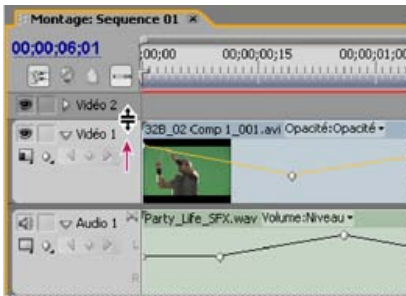 Montage: Sequence 01 ×
00;00;06;01
;00;00 00;00;00;15 00;00;01;00
Vidéo 2
Vidéo 1
32B_02 Comp 1_001.avi Opacité:Opacité
Audio 1
Party_Life_SFX.wav Volume:Niveau
L
R